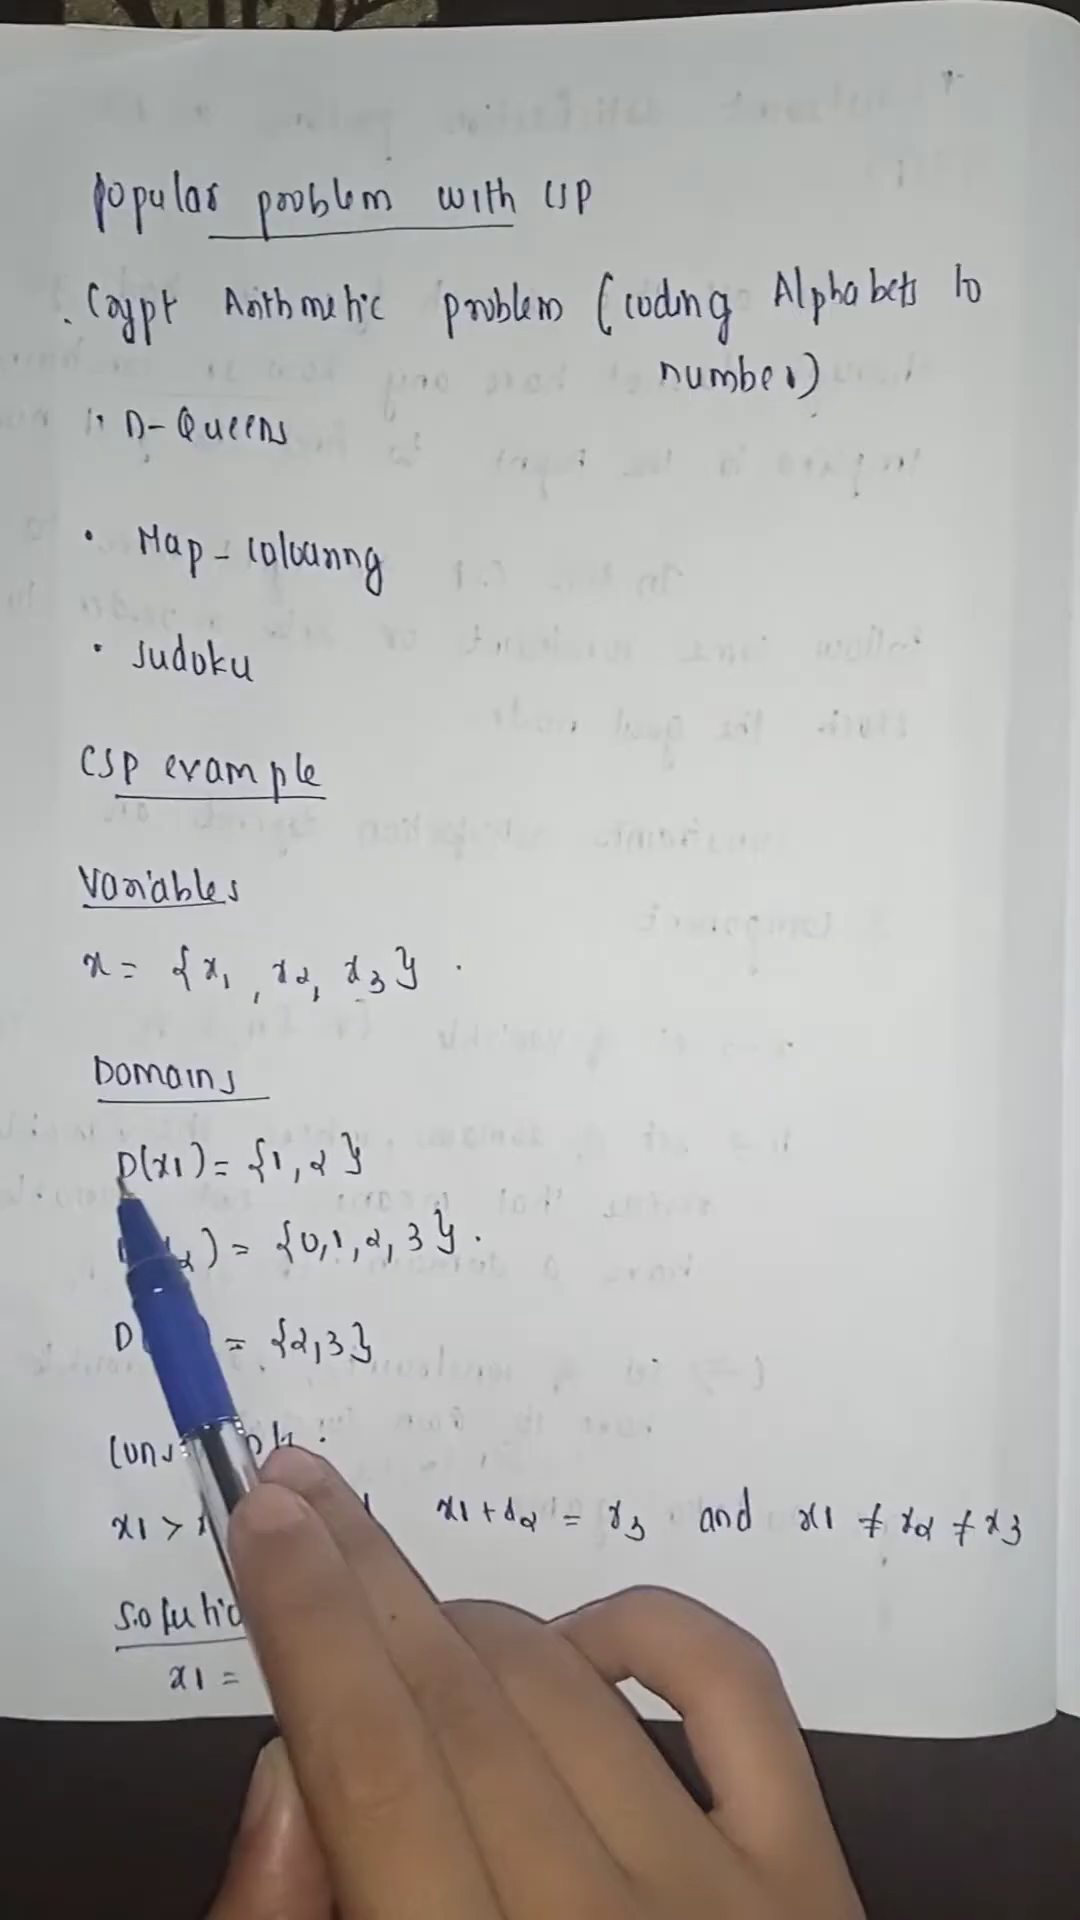 popular problem with CSP
. Crypt Arithmetic problem (coding Alphabets to
number)
• n-Queens
• Map-colouring
• sudoku
CSP example
Variables
x = {x1, x2, x3}.
Domains
D(x1) = {1, 2}
) = {0, 1, 2, 3}.
D = {2, 3}
x1 > x1+x2 = x3 and x1 ≠ x2 ≠ x3
x1 =